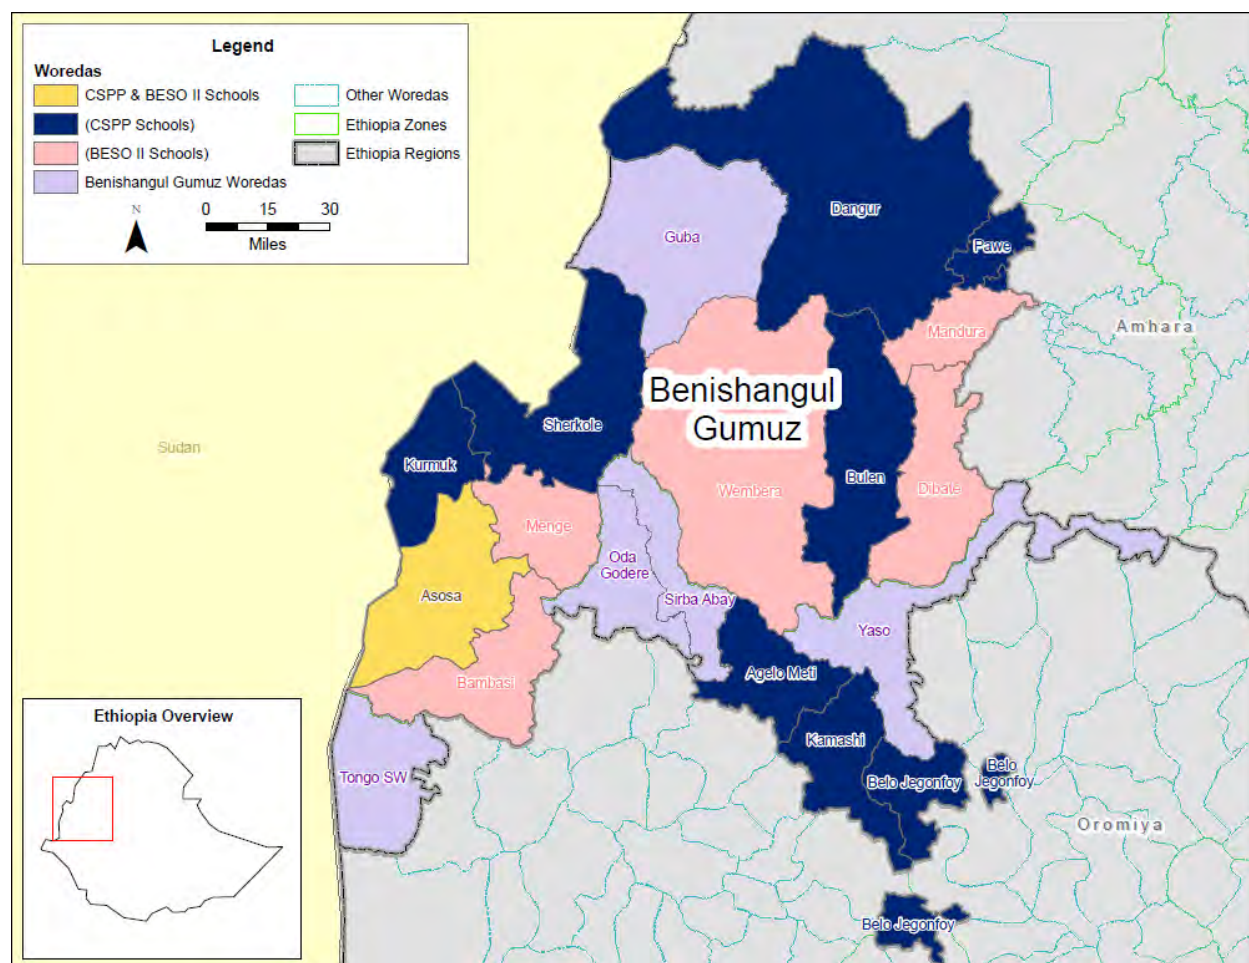 Legend
Woredas
CSPP & BESO II Schools
(CSPP Schools)
(BESO II Schools)
Benishangul Gumuz Woredas
Other Woredas
Ethiopia Zones
Ethiopia Regions
N
0 15 30
Miles
Dangur
Pawe
Guba
Mandura
Amhara
Benishangul
Gumuz
Sherkole
Sudan
Kurmuk
Bulen
Wembera
Dibate
Menge
Oda
Godere
Asosa
Sirba Abay
Yaso
Agelo Meti
Bambasi
Kamashi
Tongo SW
Belo Jegonfoy
Belo
Jegonfoy
Oromiya
Belo Jegonfoy
Ethiopia Overview